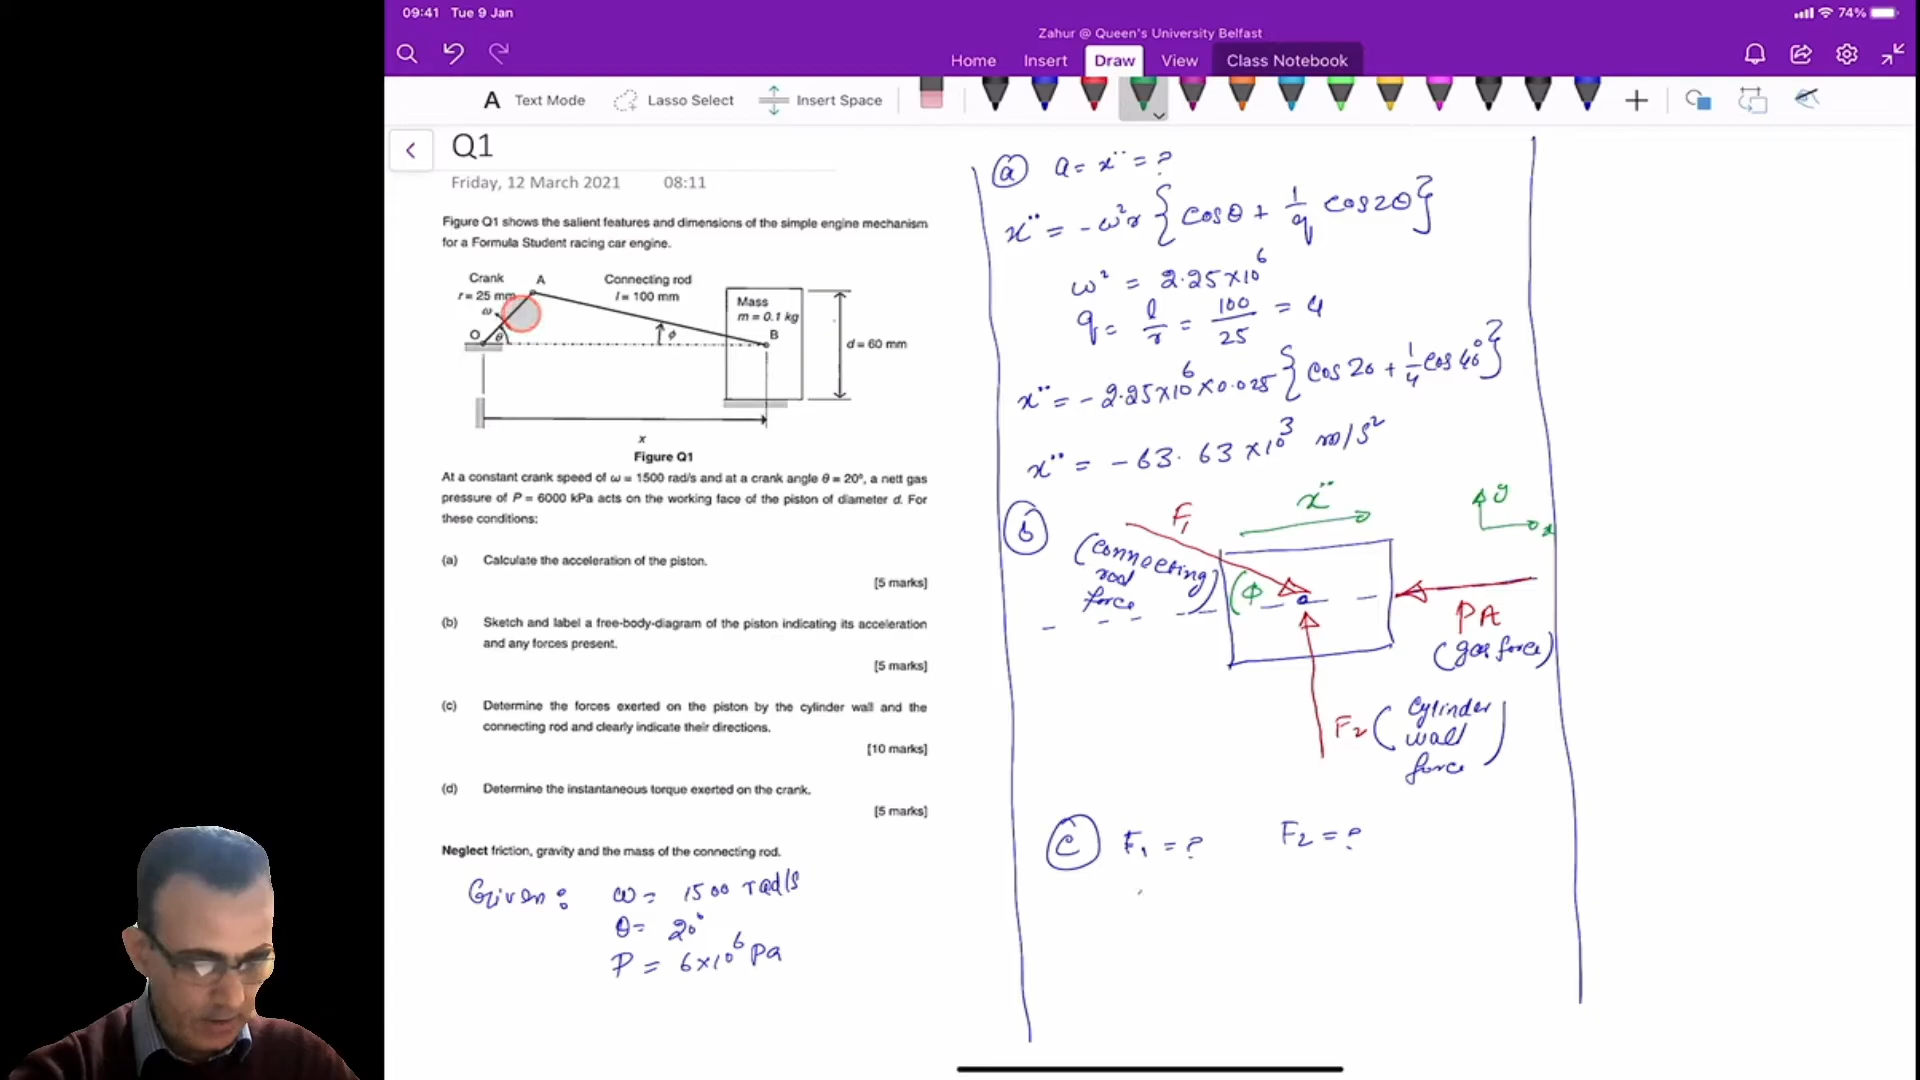 09:41 Tue 9 Jan
74%
Zahur @ Queen's University Belfast
Home Insert Draw View Class Notebook
A Text Mode Lasso Select Insert Space
Q1
Friday, 12 March 2021 08:11
Figure Q1 shows the salient features and dimensions of the simple engine mechanism
for a Formula Student racing car engine.
Crank
r = 25 mm
A
Connecting rod
l = 100 mm
Mass
m = 0.1 kg
ω
O
θ
ϕ
B
d = 60 mm
x
Figure Q1
At a constant crank speed of ω = 1500 rad/s and at a crank angle θ = 20º, a nett gas
pressure of P = 6000 kPa acts on the working face of the piston of diameter d. For
these conditions:
(a) Calculate the acceleration of the piston.
[5 marks]
(b) Sketch and label a free-body-diagram of the piston indicating its acceleration
and any forces present.
[5 marks]
(c) Determine the forces exerted on the piston by the cylinder wall and the
connecting rod and clearly indicate their directions.
[10 marks]
(d) Determine the instantaneous torque exerted on the crank.
[5 marks]
Neglect friction, gravity and the mass of the connecting rod.
Given: ω = 1500 rad/s
θ = 20°
P = 6×10⁶ Pa
(a) a = ẍ = ?
ẍ = -ω²r {cosθ + 1/q cos2θ}
ω² = 2.25×10⁶
q = l/r = 100/25 = 4
ẍ = -2.25×10⁶ × 0.025 {cos 20 + 1/4 cos 40°}
ẍ = -63.63 ×10³ m/s²
(b)
F₁
ẍ
y
x
(connecting
rod
force)
ϕ
PA
(gas force)
F₂ (cylinder
wall
force)
(c) F₁ = ? F₂ = ?